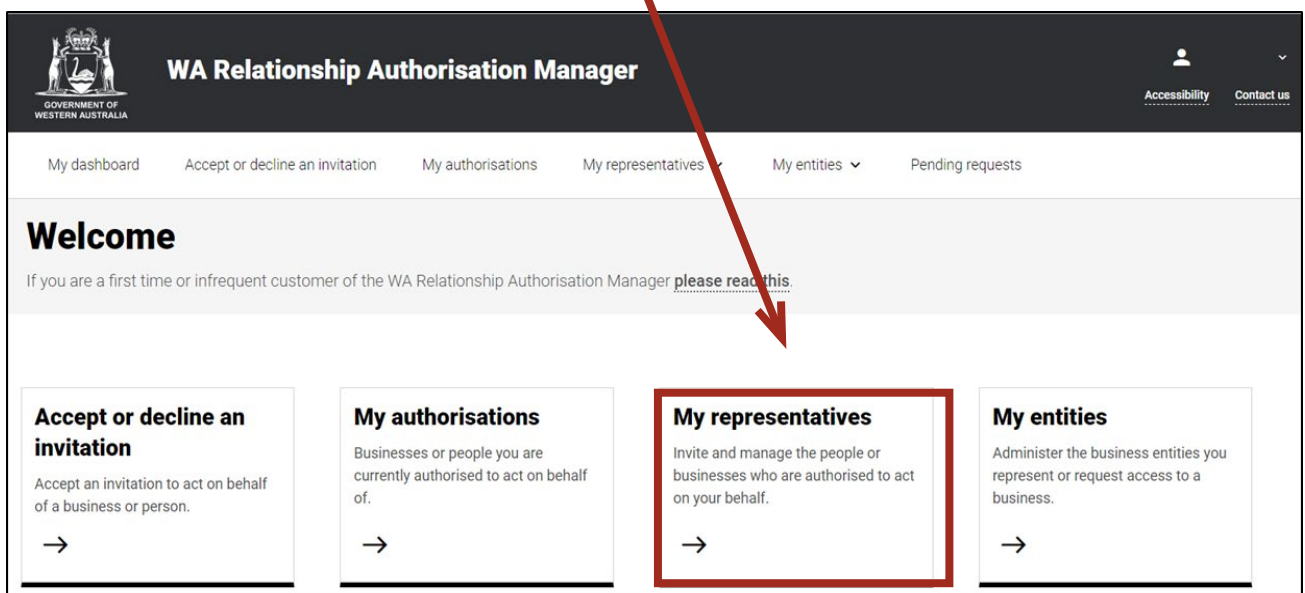 GOVERNMENT OF
WESTERN AUSTRALIA
WA Relationship Authorisation Manager
Accessibility
Contact us
My dashboard
Accept or decline an invitation
My authorisations
My representatives
My entities
Pending requests
Welcome
If you are a first time or infrequent customer of the WA Relationship Authorisation Manager please read this.
Accept or decline an
invitation
Accept an invitation to act on behalf
of a business or person.
My authorisations
Businesses or people you are
currently authorised to act on behalf
of.
My representatives
Invite and manage the people or
businesses who are authorised to act
on your behalf.
My entities
Administer the business entities you
represent or request access to a
business.